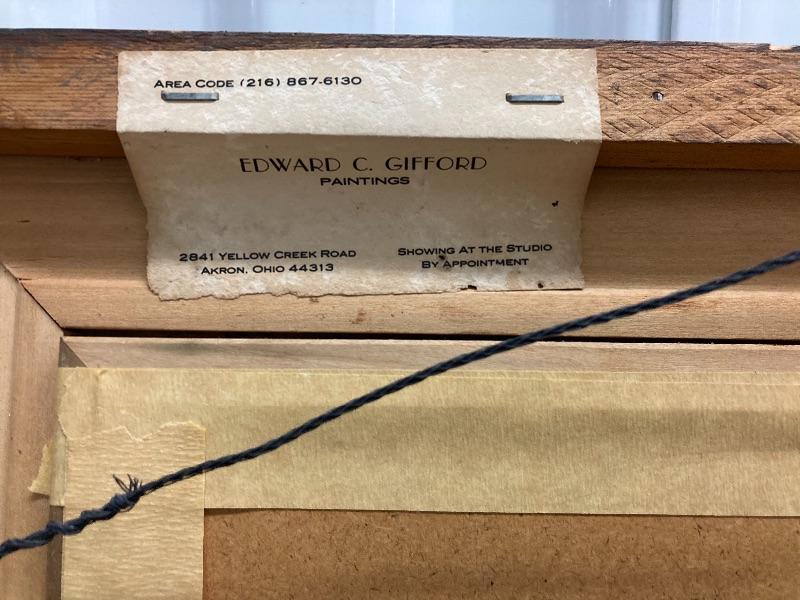 AREA CODE (216) 867-6130
EDWARD C. GIFFORD
PAINTINGS
2841 YELLOW CREEK ROAD
AKRON, OHIO 44313
SHOWING AT THE STUDIO
BY APPOINTMENT